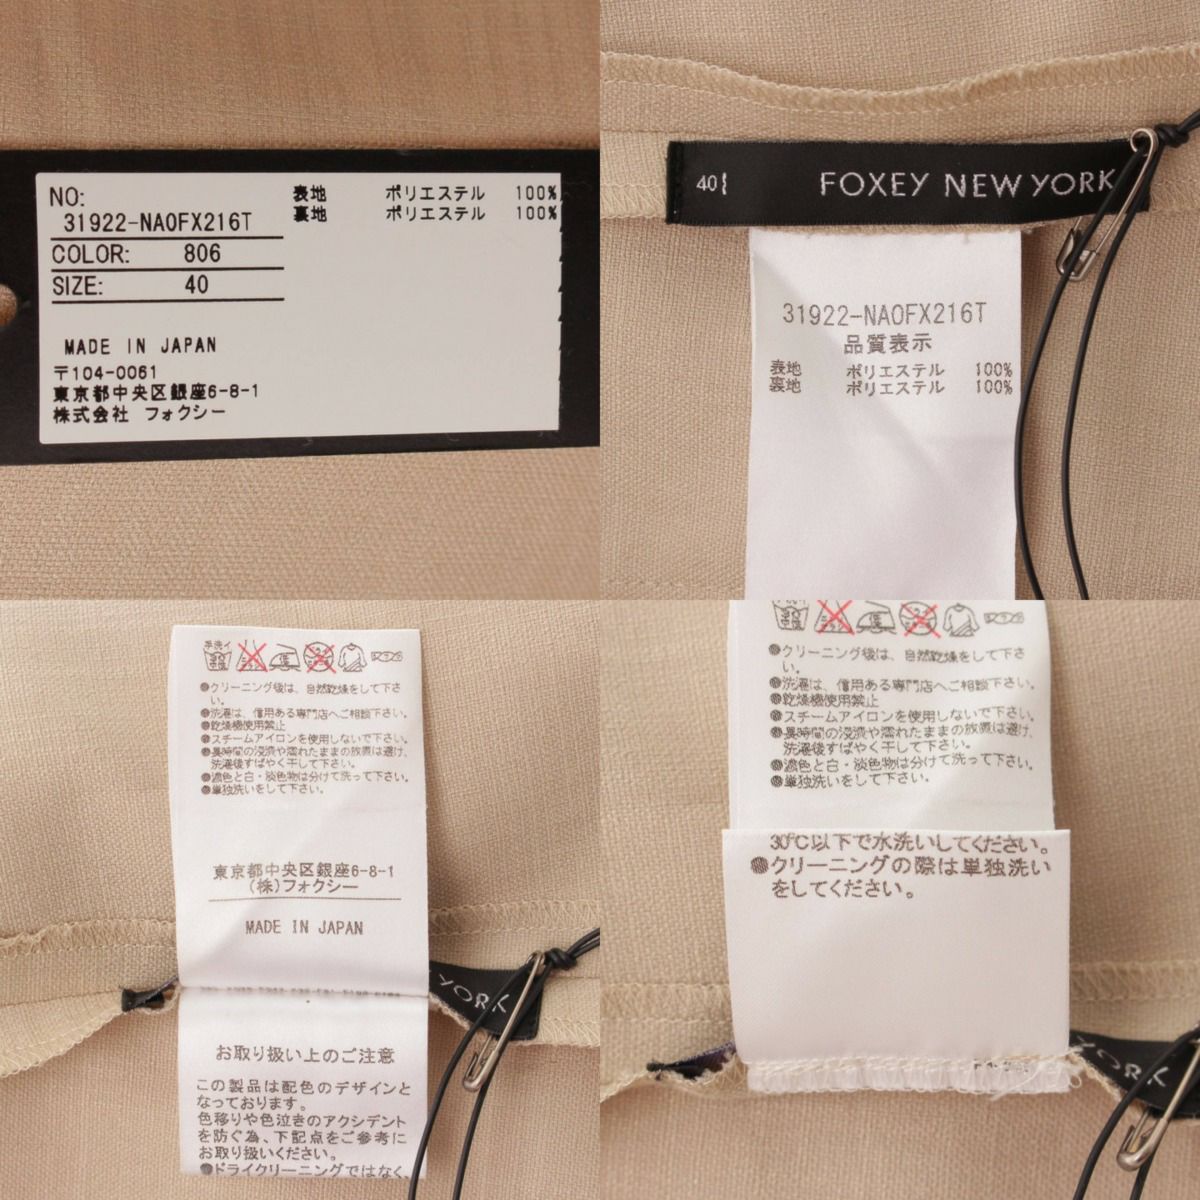 NO:
31922-NA0FX216T
COLOR: 806
SIZE: 40
表地 ポリエステル 100%
裏地 ポリエステル 100%
MADE IN JAPAN
〒104-0061
東京都中央区銀座6-8-1
株式会社 フォクシー
40 FOXEY NEW YORK
31922-NA0FX216T
品質表示
表地 ポリエステル 100%
裏地 ポリエステル 100%
手洗イ
●クリーニング後は、自然乾燥をして下さ
い。
●洗濯は、信用ある専門店へご相談下さい。
●乾燥機使用禁止
●スチームアイロンを使用しないで下さい。
●長時間の浸漬や濡れたままの放置は避け、
洗濯後すばやく干して下さい。
●濃色と白・淡色物は分けて洗って下さい。
●単独洗いをして下さい。
東京都中央区銀座6-8-1
(株)フォクシー
MADE IN JAPAN
YORK
お取り扱い上のご注意
この製品は配色のデザインと
なっております。
色移りや色泣きのアクシデント
を防ぐ為、下記点をご参考に
お取り扱いください。
●ドライクリーニングではなく、
●クリーニング後は、自然乾燥をして下さ
い。
●洗濯は、信用ある専門店へご相談下さい。
●乾燥機使用禁止
●スチームアイロンを使用しないで下さい。
●長時間の浸漬や濡れたままの放置は避け、
洗濯後すばやく干して下さい。
●濃色と白・淡色物は分けて洗って下さい。
●単独洗いをして下さい。
30℃以下で水洗いしてください。
●クリーニングの際は単独洗い
をしてください。
YORK